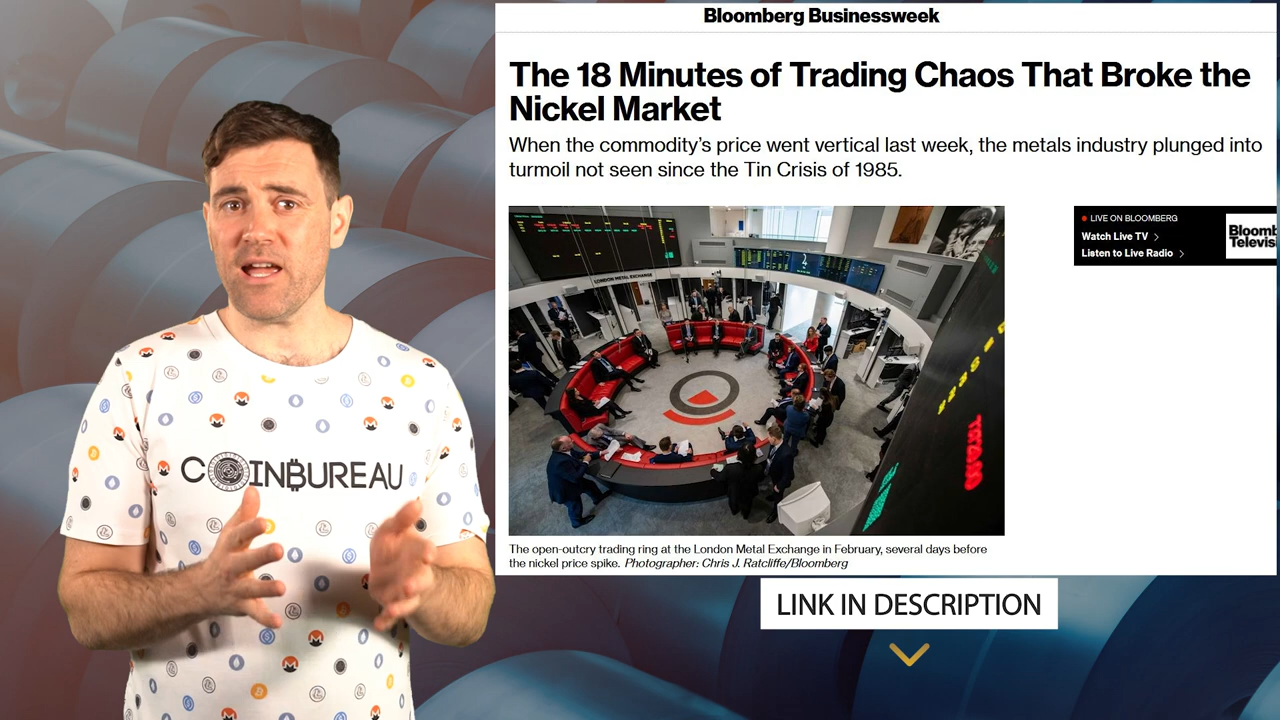 Bloomberg Businessweek
The 18 Minutes of Trading Chaos That Broke the
Nickel Market
When the commodity's price went vertical last week, the metals industry plunged into
turmoil not seen since the Tin Crisis of 1985.
LONDON METAL EXCHANGE
LIVE ON BLOOMBERG
Watch Live TV
Listen to Live Radio
Bloomb
Televis
COINBUREAU
The open-outcry trading ring at the London Metal Exchange in February, several days before
the nickel price spike. Photographer: Chris J. Ratcliffe/Bloomberg
LINK IN DESCRIPTION